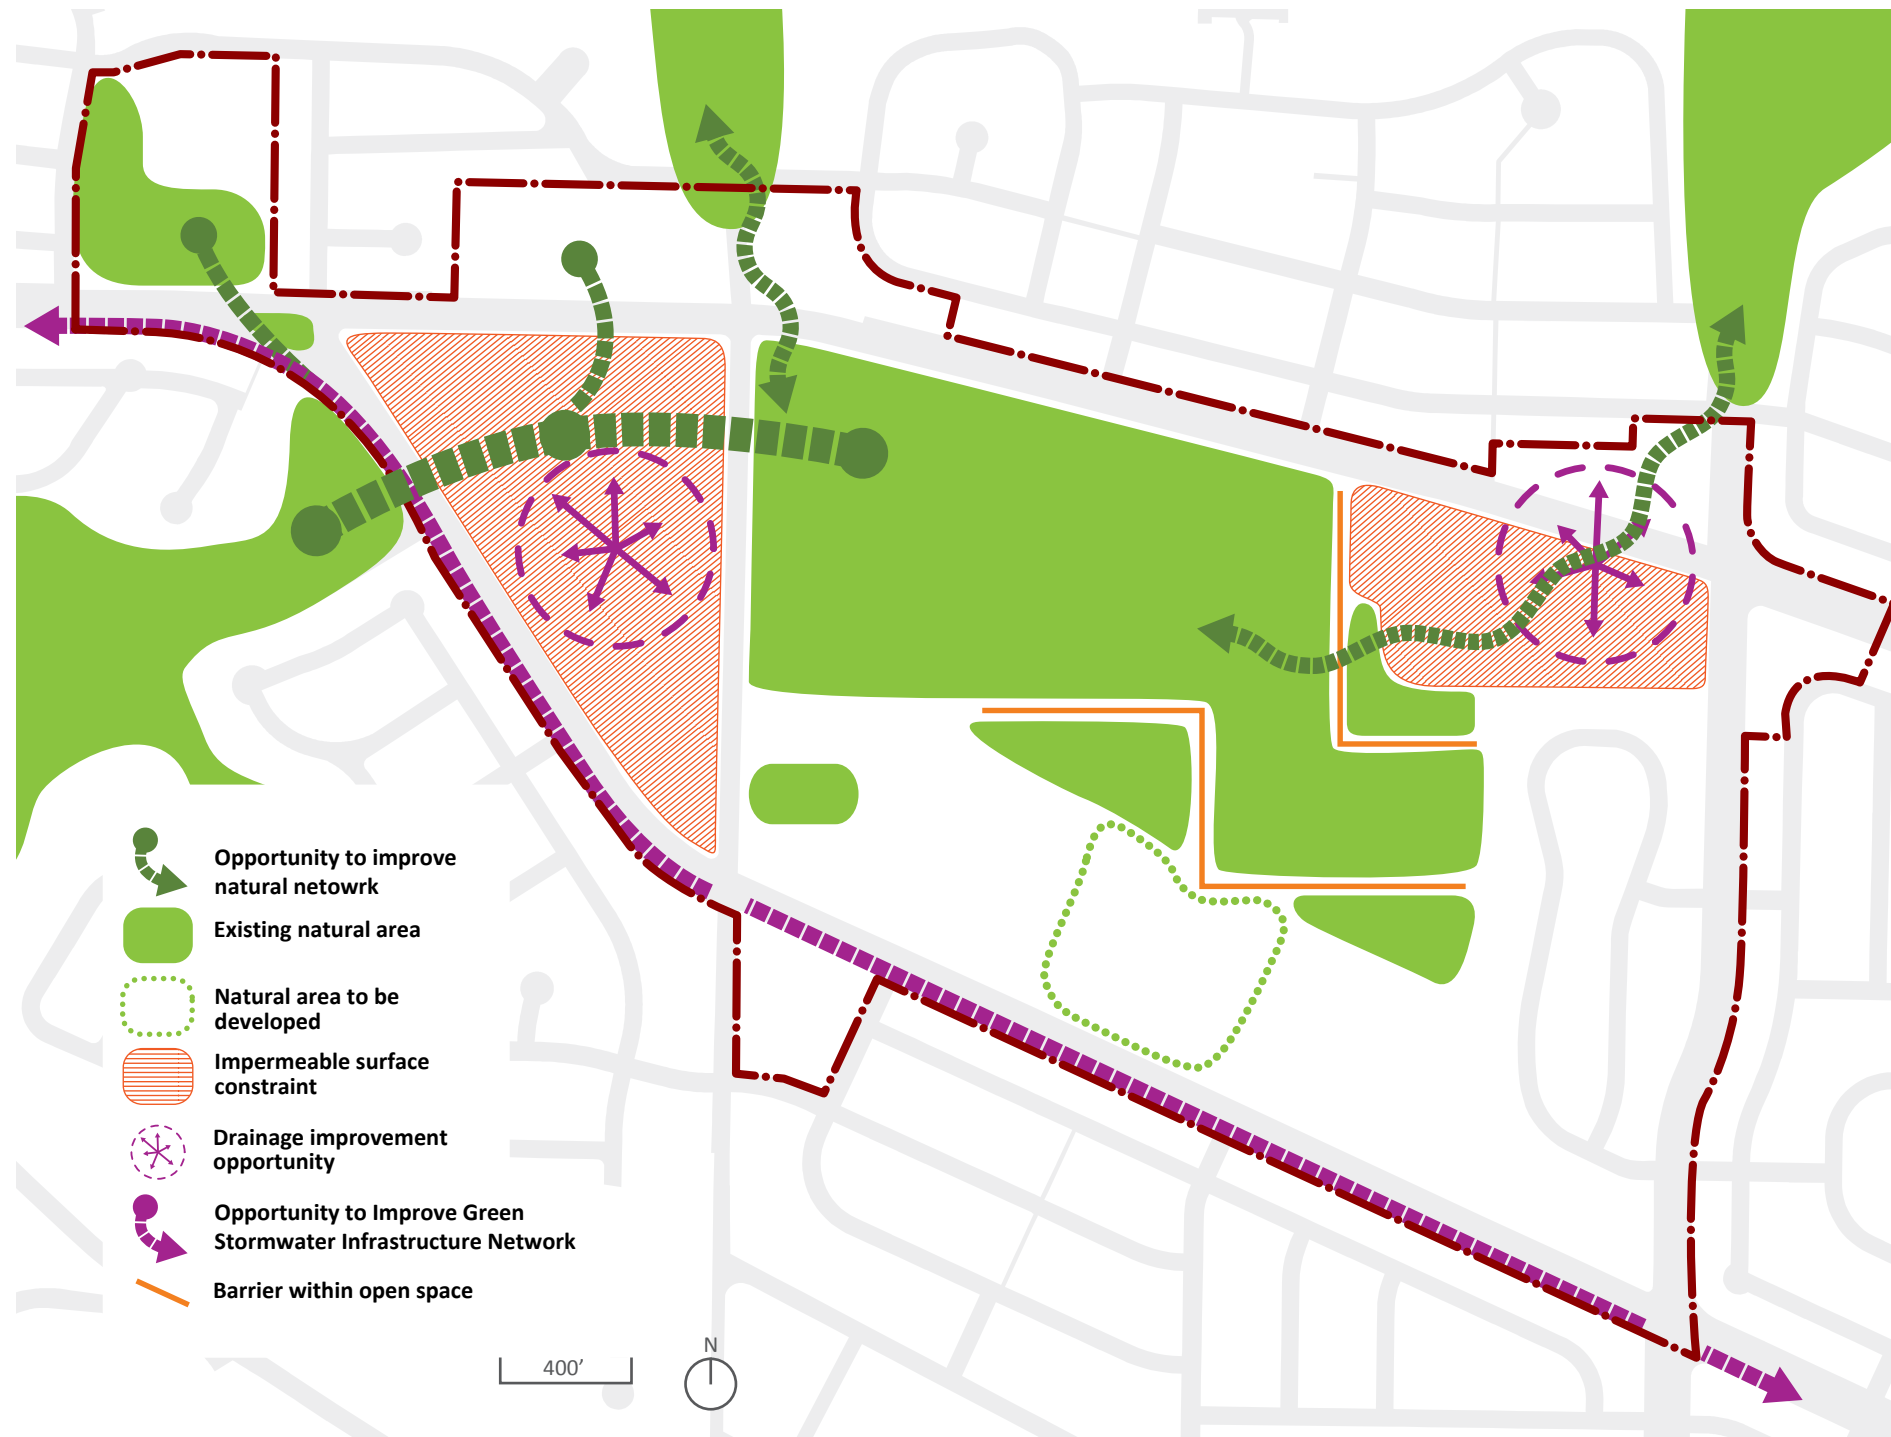 Opportunity to improve
natural netowrk
Existing natural area
Natural area to be
developed
Impermeable surface
constraint
Drainage improvement
opportunity
Opportunity to Improve Green
Stormwater Infrastructure Network
Barrier within open space
400’
N